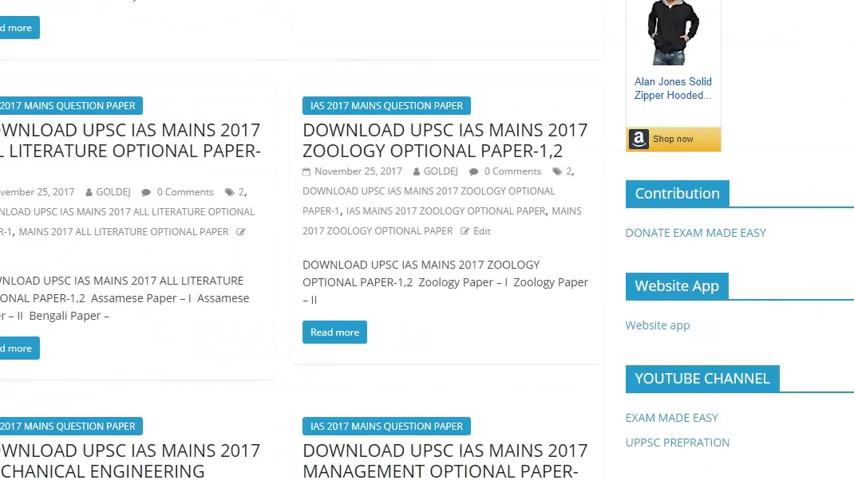 d more
2017 MAINS QUESTION PAPER
WNLOAD UPSC IAS MAINS 2017
L LITERATURE OPTIONAL PAPER-
vember 25, 2017 GOLDEJ 0 Comments 2,
NLOAD UPSC IAS MAINS 2017 ALL LITERATURE OPTIONAL
R-1, MAINS 2017 ALL LITERATURE OPTIONAL PAPER
NLOAD UPSC IAS MAINS 2017 ALL LITERATURE
ONAL PAPER-1,2 Assamese Paper – I Assamese
r – II Bengali Paper –
d more
2017 MAINS QUESTION PAPER
WNLOAD UPSC IAS MAINS 2017
CHANICAL ENGINEERING
IAS 2017 MAINS QUESTION PAPER
DOWNLOAD UPSC IAS MAINS 2017
ZOOLOGY OPTIONAL PAPER-1,2
November 25, 2017 GOLDEJ 0 Comments 2,
DOWNLOAD UPSC IAS MAINS 2017 ZOOLOGY OPTIONAL
PAPER-1, IAS MAINS 2017 ZOOLOGY OPTIONAL PAPER, MAINS
2017 ZOOLOGY OPTIONAL PAPER Edit
DOWNLOAD UPSC IAS MAINS 2017 ZOOLOGY
OPTIONAL PAPER-1,2 Zoology Paper – I Zoology Paper
– II
Read more
IAS 2017 MAINS QUESTION PAPER
DOWNLOAD UPSC IAS MAINS 2017
MANAGEMENT OPTIONAL PAPER-
Alan Jones Solid
Zipper Hooded...
Shop now
Contribution
DONATE EXAM MADE EASY
Website App
Website app
YOUTUBE CHANNEL
EXAM MADE EASY
UPPSC PREPRATION